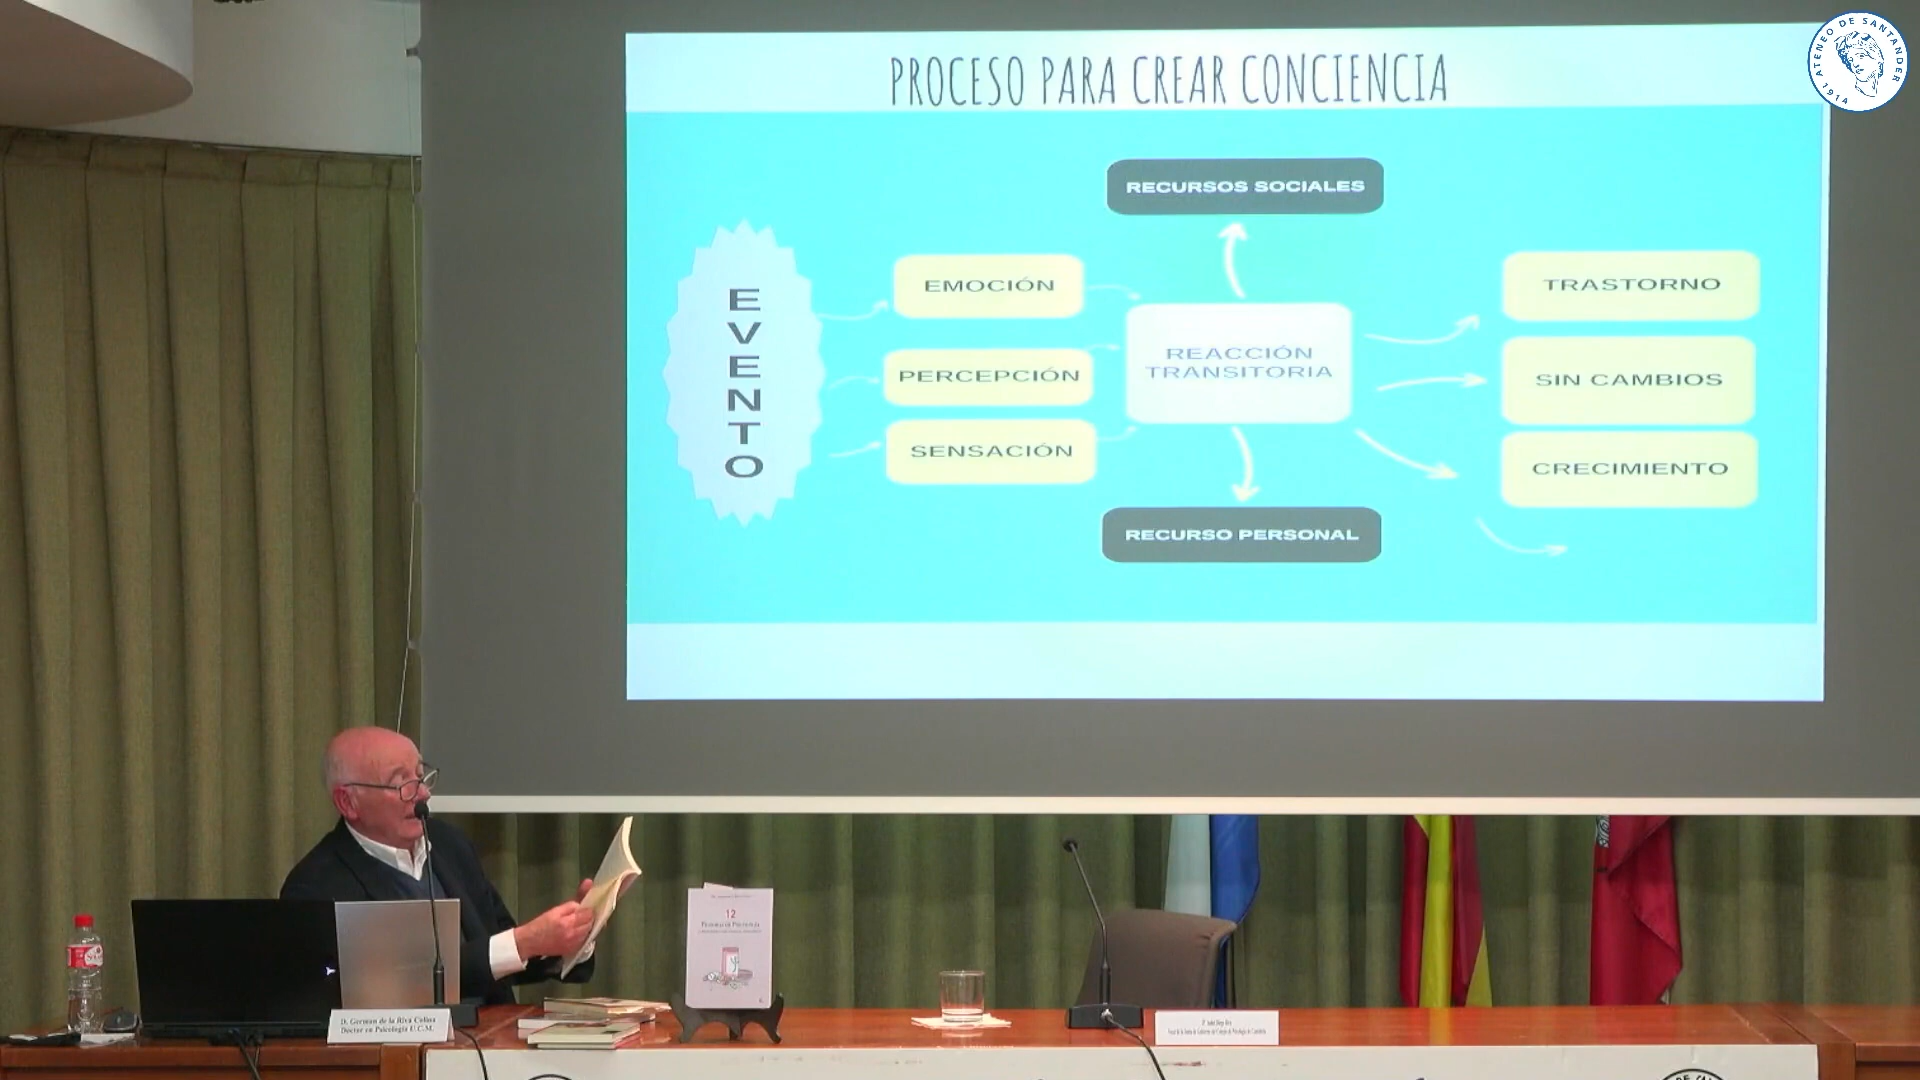 PROCESO PARA CREAR CONCIENCIA
ATENEO DE SANTANDER
1914
RECURSOS SOCIALES
EVENTO
EMOCIÓN
PERCEPCIÓN
SENSACIÓN
REACCIÓN
TRANSITORIA
TRASTORNO
SIN CAMBIOS
CRECIMIENTO
RECURSO PERSONAL
12
D. German de la Riva Colina
Doctor en Psicología U.C.M.